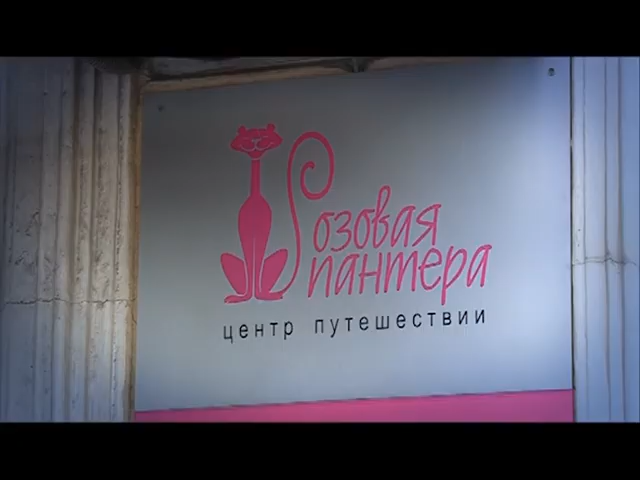 Розовая
пантера
центр путешествии